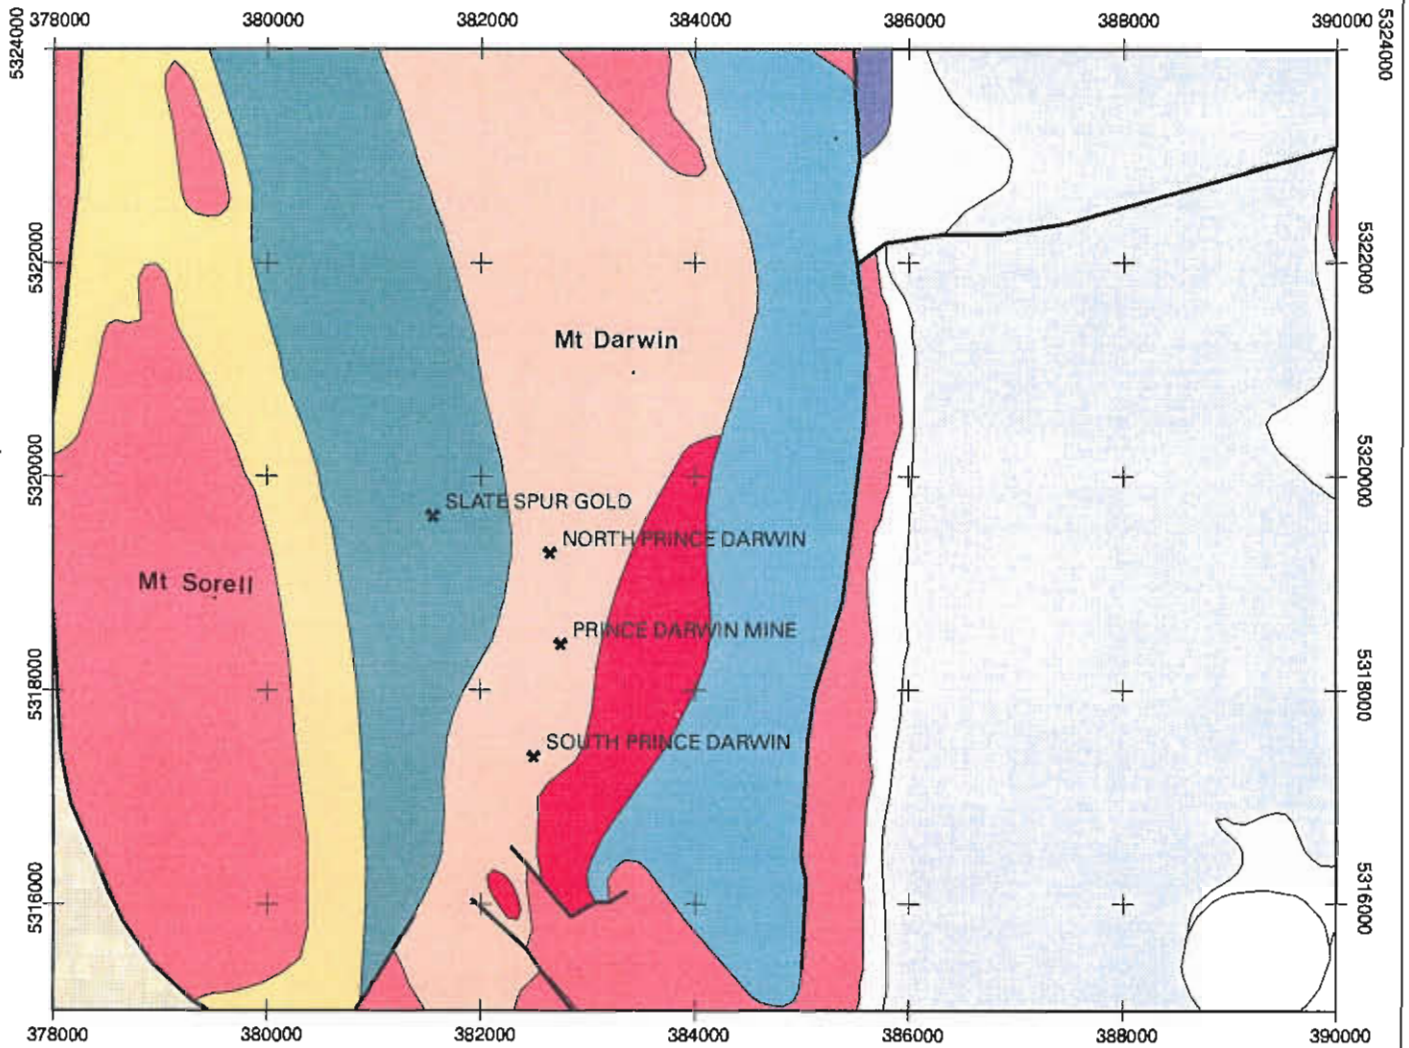 378000 380000 382000 384000 386000 388000 390000
5324000 5324000
5322000 5322000
Mt Darwin
5320000 5320000
SLATE SPUR GOLD
NORTH PRINCE DARWIN
Mt Sorell
PRINCE DARWIN MINE
5318000 5318000
SOUTH PRINCE DARWIN
5316000 5316000
378000 380000 382000 384000 386000 388000 390000